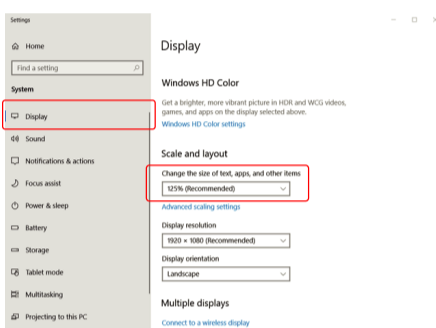 Settings
Home
Find a setting
System
Display
Sound
Notifications & actions
Focus assist
Power & sleep
Battery
Storage
Tablet mode
Multitasking
Projecting to this PC
Display
Windows HD Color
Get a brighter, more vibrant picture in HDR and WCG videos,
games, and apps on the display selected above.
Windows HD Color settings
Scale and layout
Change the size of text, apps, and other items
125% (Recommended)
Advanced scaling settings
Display resolution
1920 × 1080 (Recommended)
Display orientation
Landscape
Multiple displays
Connect to a wireless display